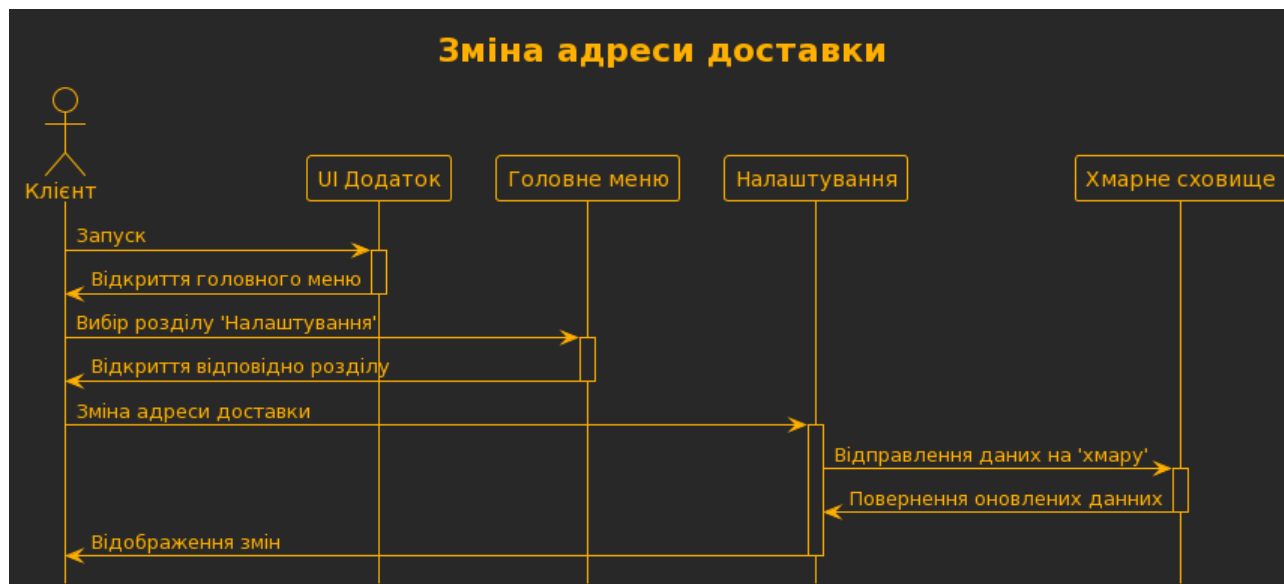 Зміна адреси доставки
Клієнт
UI Додаток
Головне меню
Налаштування
Хмарне сховище
Запуск
Відкриття головного меню
Вибір розділу 'Налаштування'
Відкриття відповідно розділу
Зміна адреси доставки
Відправлення даних на 'хмару'
Повернення оновлених данних
Відображення змін